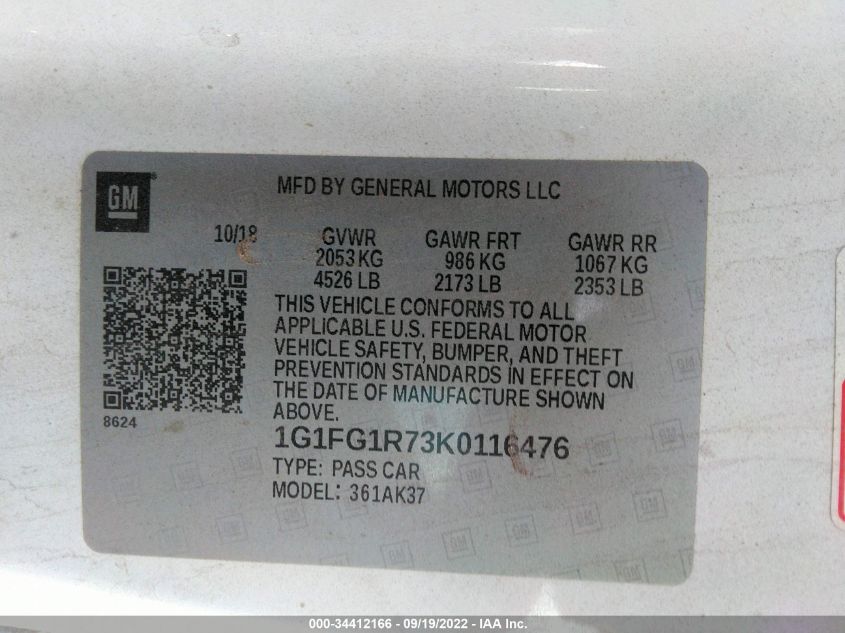 GM
MFD BY GENERAL MOTORS LLC
10/18 GVWR GAWR FRT GAWR RR
2053 KG 986 KG 1067 KG
4526 LB 2173 LB 2353 LB
THIS VEHICLE CONFORMS TO ALL
APPLICABLE U.S. FEDERAL MOTOR
VEHICLE SAFETY, BUMPER, AND THEFT
PREVENTION STANDARDS IN EFFECT ON
THE DATE OF MANUFACTURE SHOWN
ABOVE.
8624
1G1FG1R73K0116476
TYPE: PASS CAR
MODEL: 361AK37
000-34412166 - 09/19/2022 - IAA Inc.